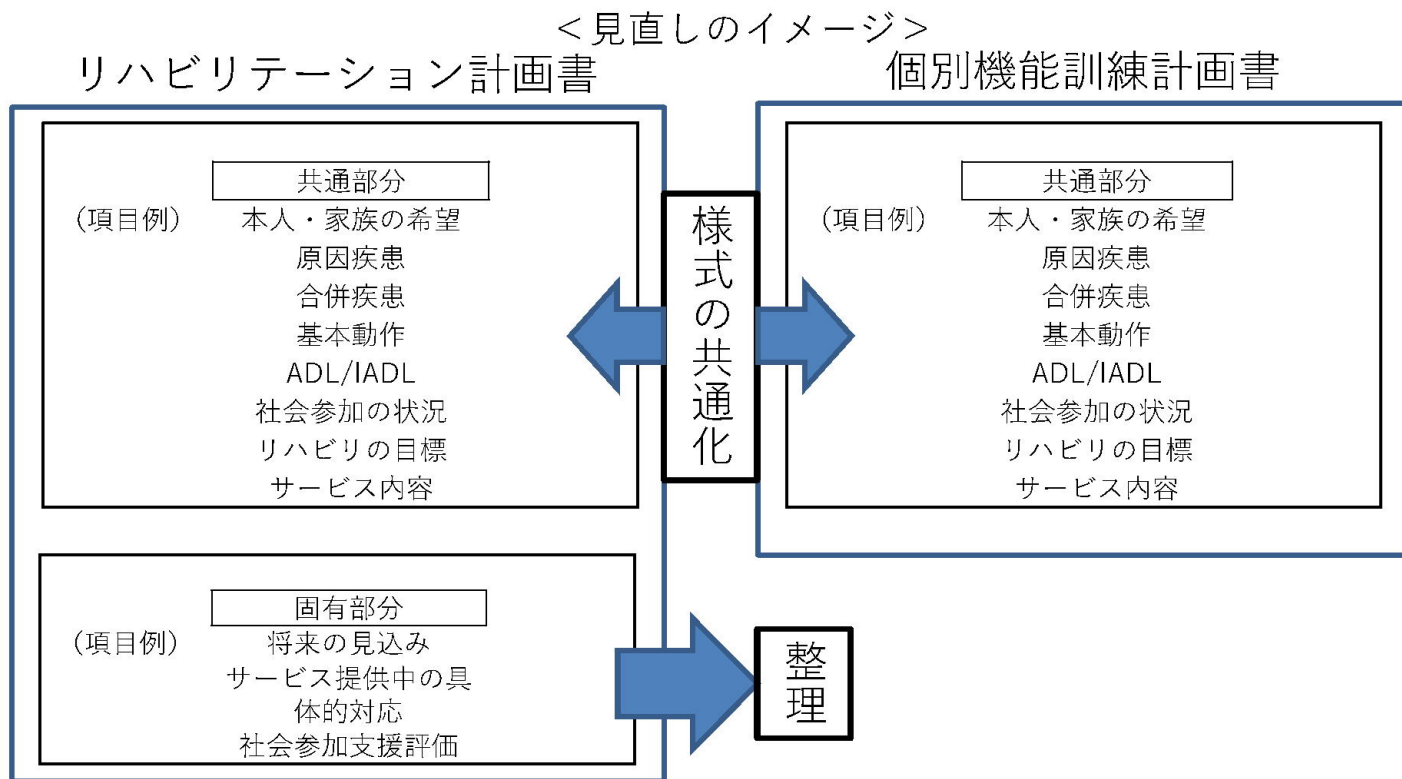 ＜見直しのイメージ＞
リハビリテーション計画書
共通部分
（項目例）
本人・家族の希望
原因疾患
合併疾患
基本動作
ADL/IADL
社会参加の状況
リハビリの目標
サービス内容
固有部分
（項目例）
将来の見込み
サービス提供中の具
体的対応
社会参加支援評価
様式の共通化
整理
個別機能訓練計画書
共通部分
（項目例）
本人・家族の希望
原因疾患
合併疾患
基本動作
ADL/IADL
社会参加の状況
リハビリの目標
サービス内容